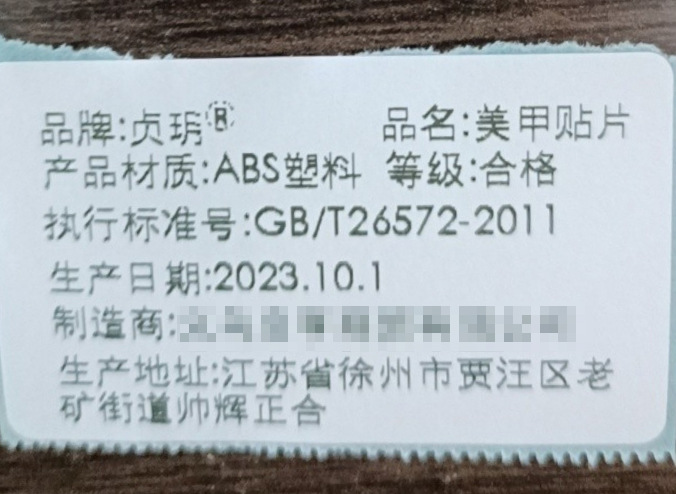 品牌:贞玥® 品名:美甲贴片
产品材质:ABS塑料 等级:合格
执行标准号:GB/T26572-2011
生产日期:2023.10.1
制造商:
生产地址:江苏省徐州市贾汪区老
矿街道帅辉正合